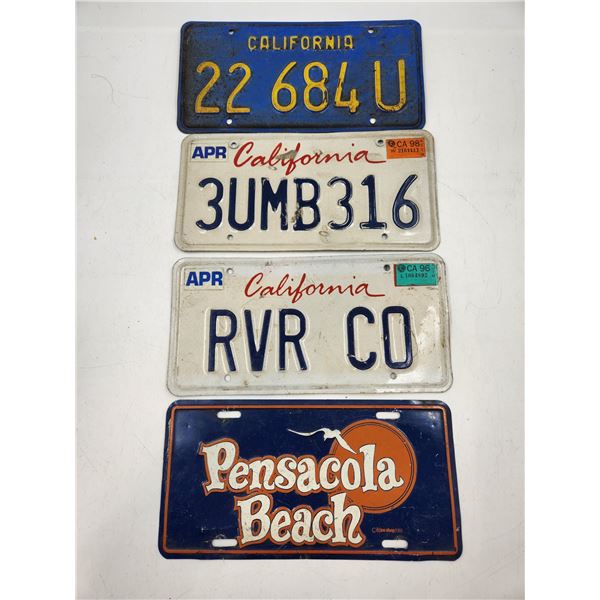 CALIFORNIA
22 684 U
APR California CA 98
3UMB316
APR California CA 96
RVR CO
Pensacola
Beach